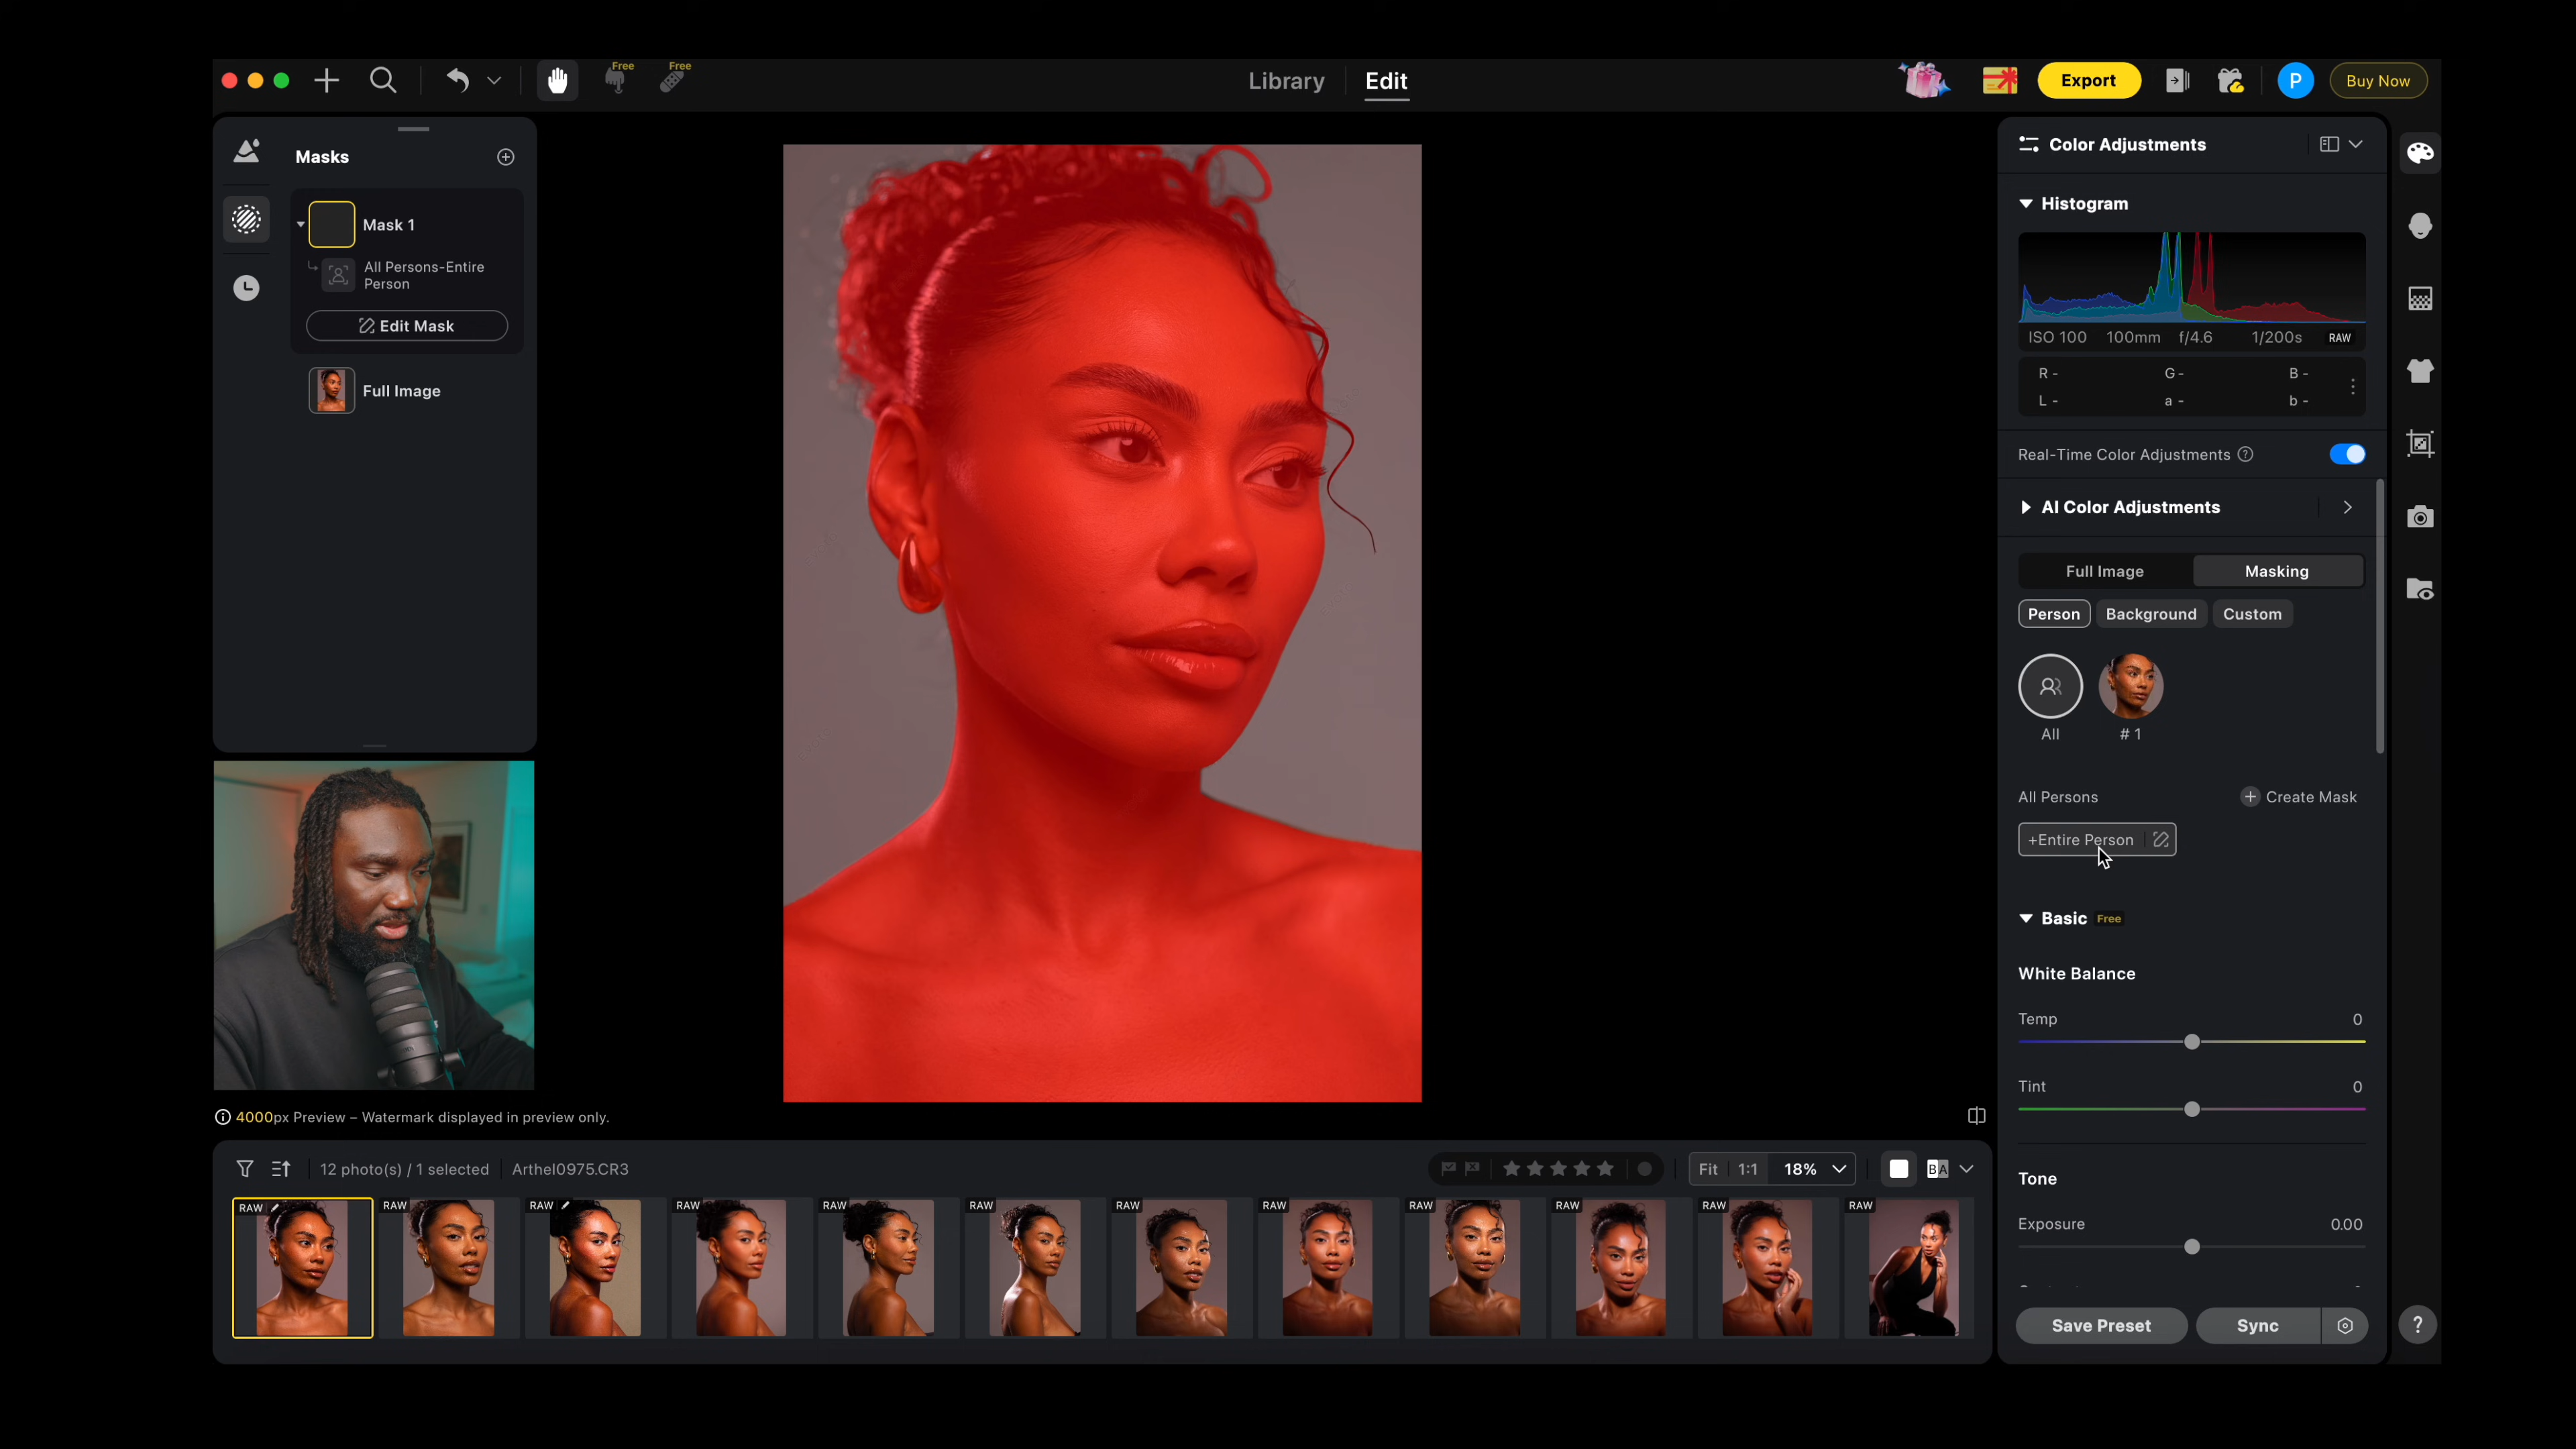 Free
Free
Library
Edit
Export
P
Buy Now
Masks
Mask 1
All Persons-Entire
Person
Edit Mask
Full Image
Color Adjustments
Histogram
ISO 100 100mm f/4.6 1/200s RAW
R - G - B -
L - a - b -
Real-Time Color Adjustments ?
AI Color Adjustments
Full Image Masking
Person Background Custom
All # 1
All Persons + Create Mask
+Entire Person
Basic Free
White Balance
Temp 0
Tint 0
Tone
Exposure 0.00
Save Preset Sync ?
4000px Preview – Watermark displayed in preview only.
12 photo(s) / 1 selected Arthel0975.CR3
Fit 1:1 18% BA
RAW RAW RAW RAW RAW RAW RAW RAW RAW RAW RAW RAW